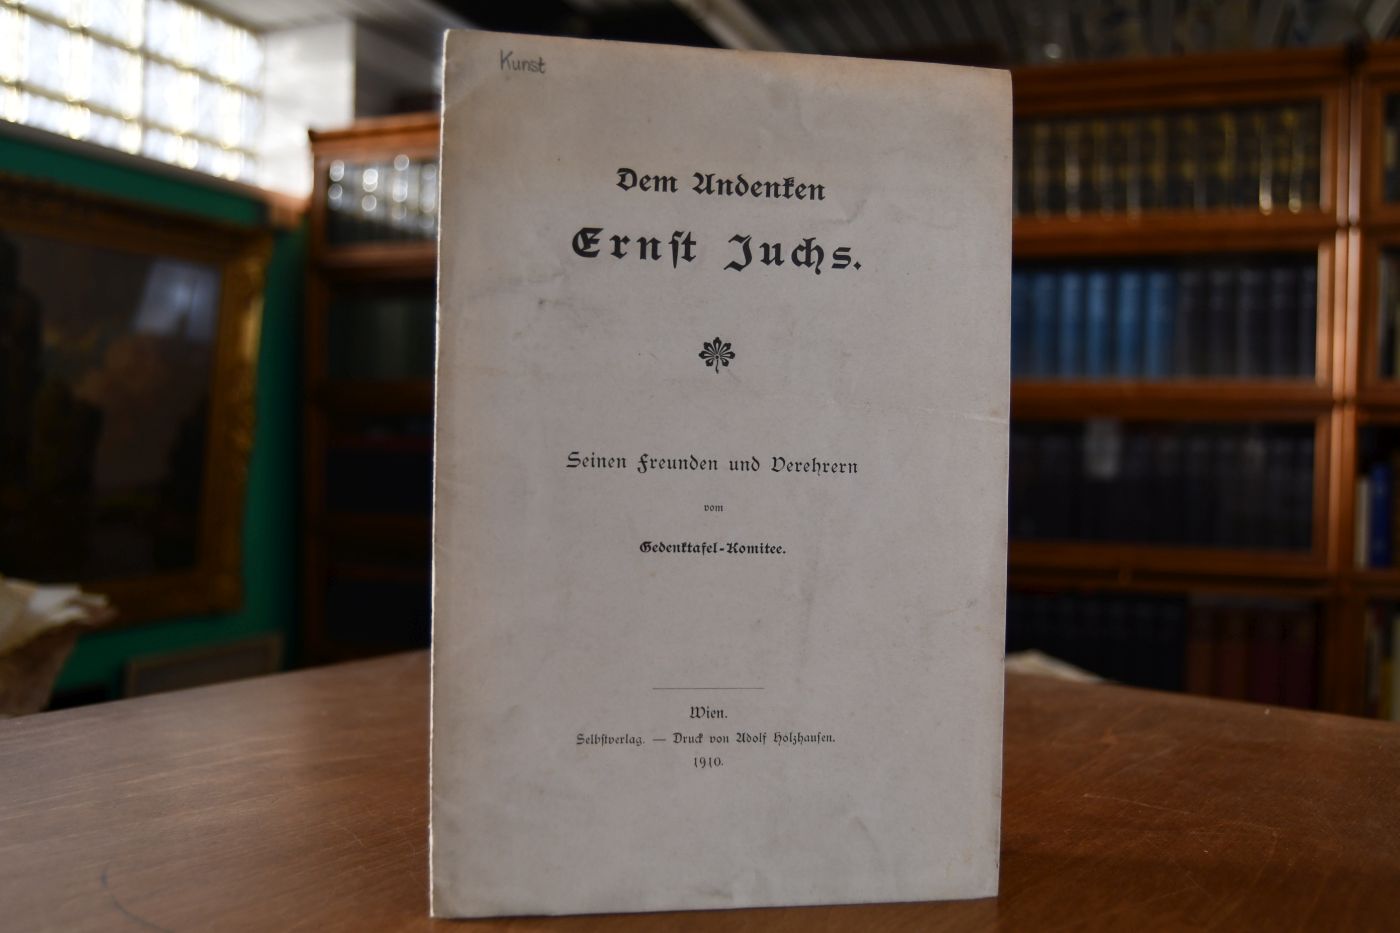 Kunst
Dem Andenken
Ernst Juchs.
Seinen Freunden und Verehrern
vom
Gedenktafel-Komitee.
Wien.
Selbstverlag. — Druck von Adolf Holzhausen.
1910.